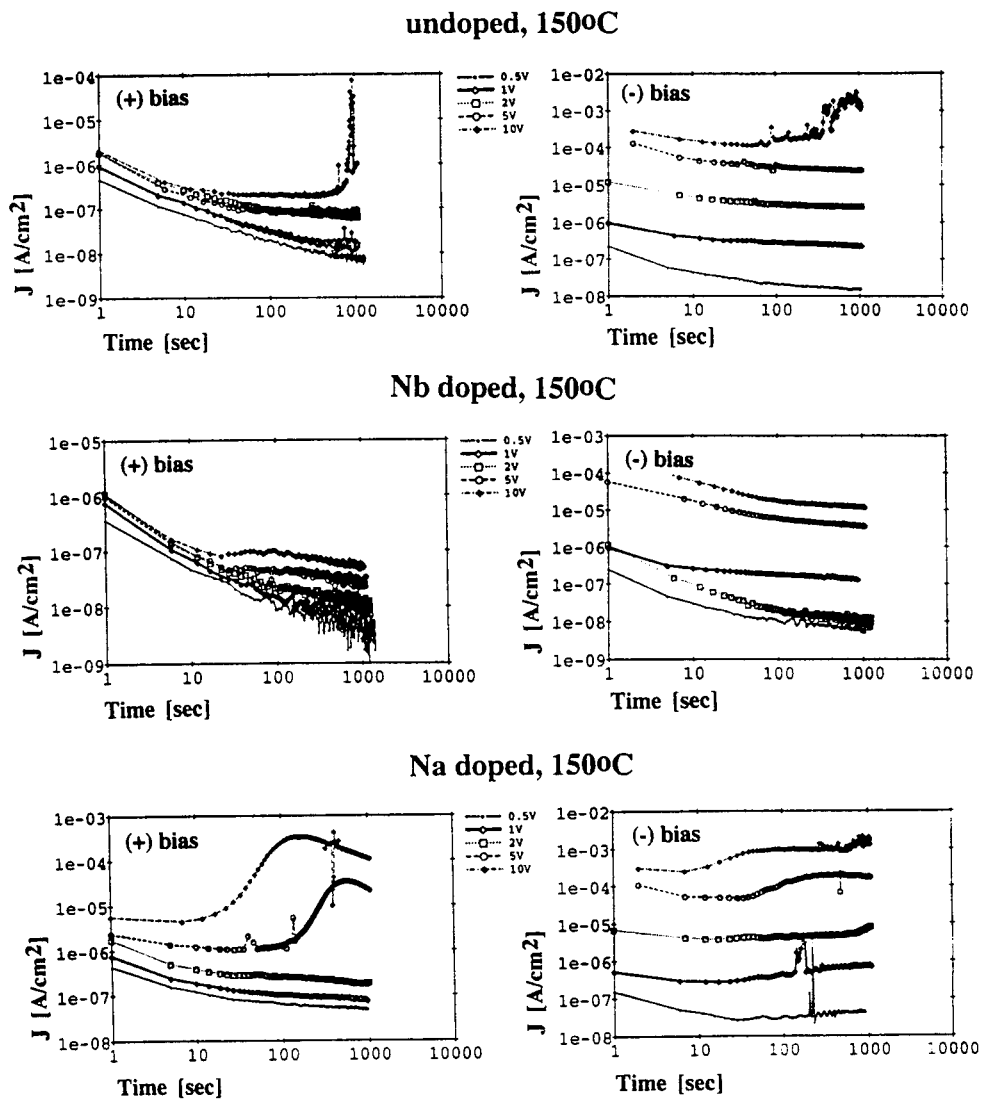 undoped, 150oC
1e-04
1e-05
1e-06
1e-07
1e-08
1e-09
J [A/cm2]
(+) bias
1 10 100 1000 10000
Time [sec]
0.5V
1V
2V
5V
10V
1e-02
1e-03
1e-04
1e-05
1e-06
1e-07
1e-08
J [A/cm2]
(-) bias
1 10 100 1000 10000
Time [sec]
Nb doped, 150oC
1e-05
1e-06
1e-07
1e-08
1e-09
J [A/cm2]
(+) bias
1 10 100 1000 10000
Time [sec]
0.5V
1V
2V
5V
10V
1e-03
1e-04
1e-05
1e-06
1e-07
1e-08
1e-09
J [A/cm2]
(-) bias
1 10 100 1000 10000
Time [sec]
Na doped, 150oC
1e-03
1e-04
1e-05
1e-06
1e-07
1e-08
J [A/cm2]
(+) bias
1 10 100 1000 10000
Time [sec]
0.5V
1V
2V
5V
10V
1e-02
1e-03
1e-04
1e-05
1e-06
1e-07
1e-08
J [A/cm2]
(-) bias
1 10 100 1000 10000
Time [sec]